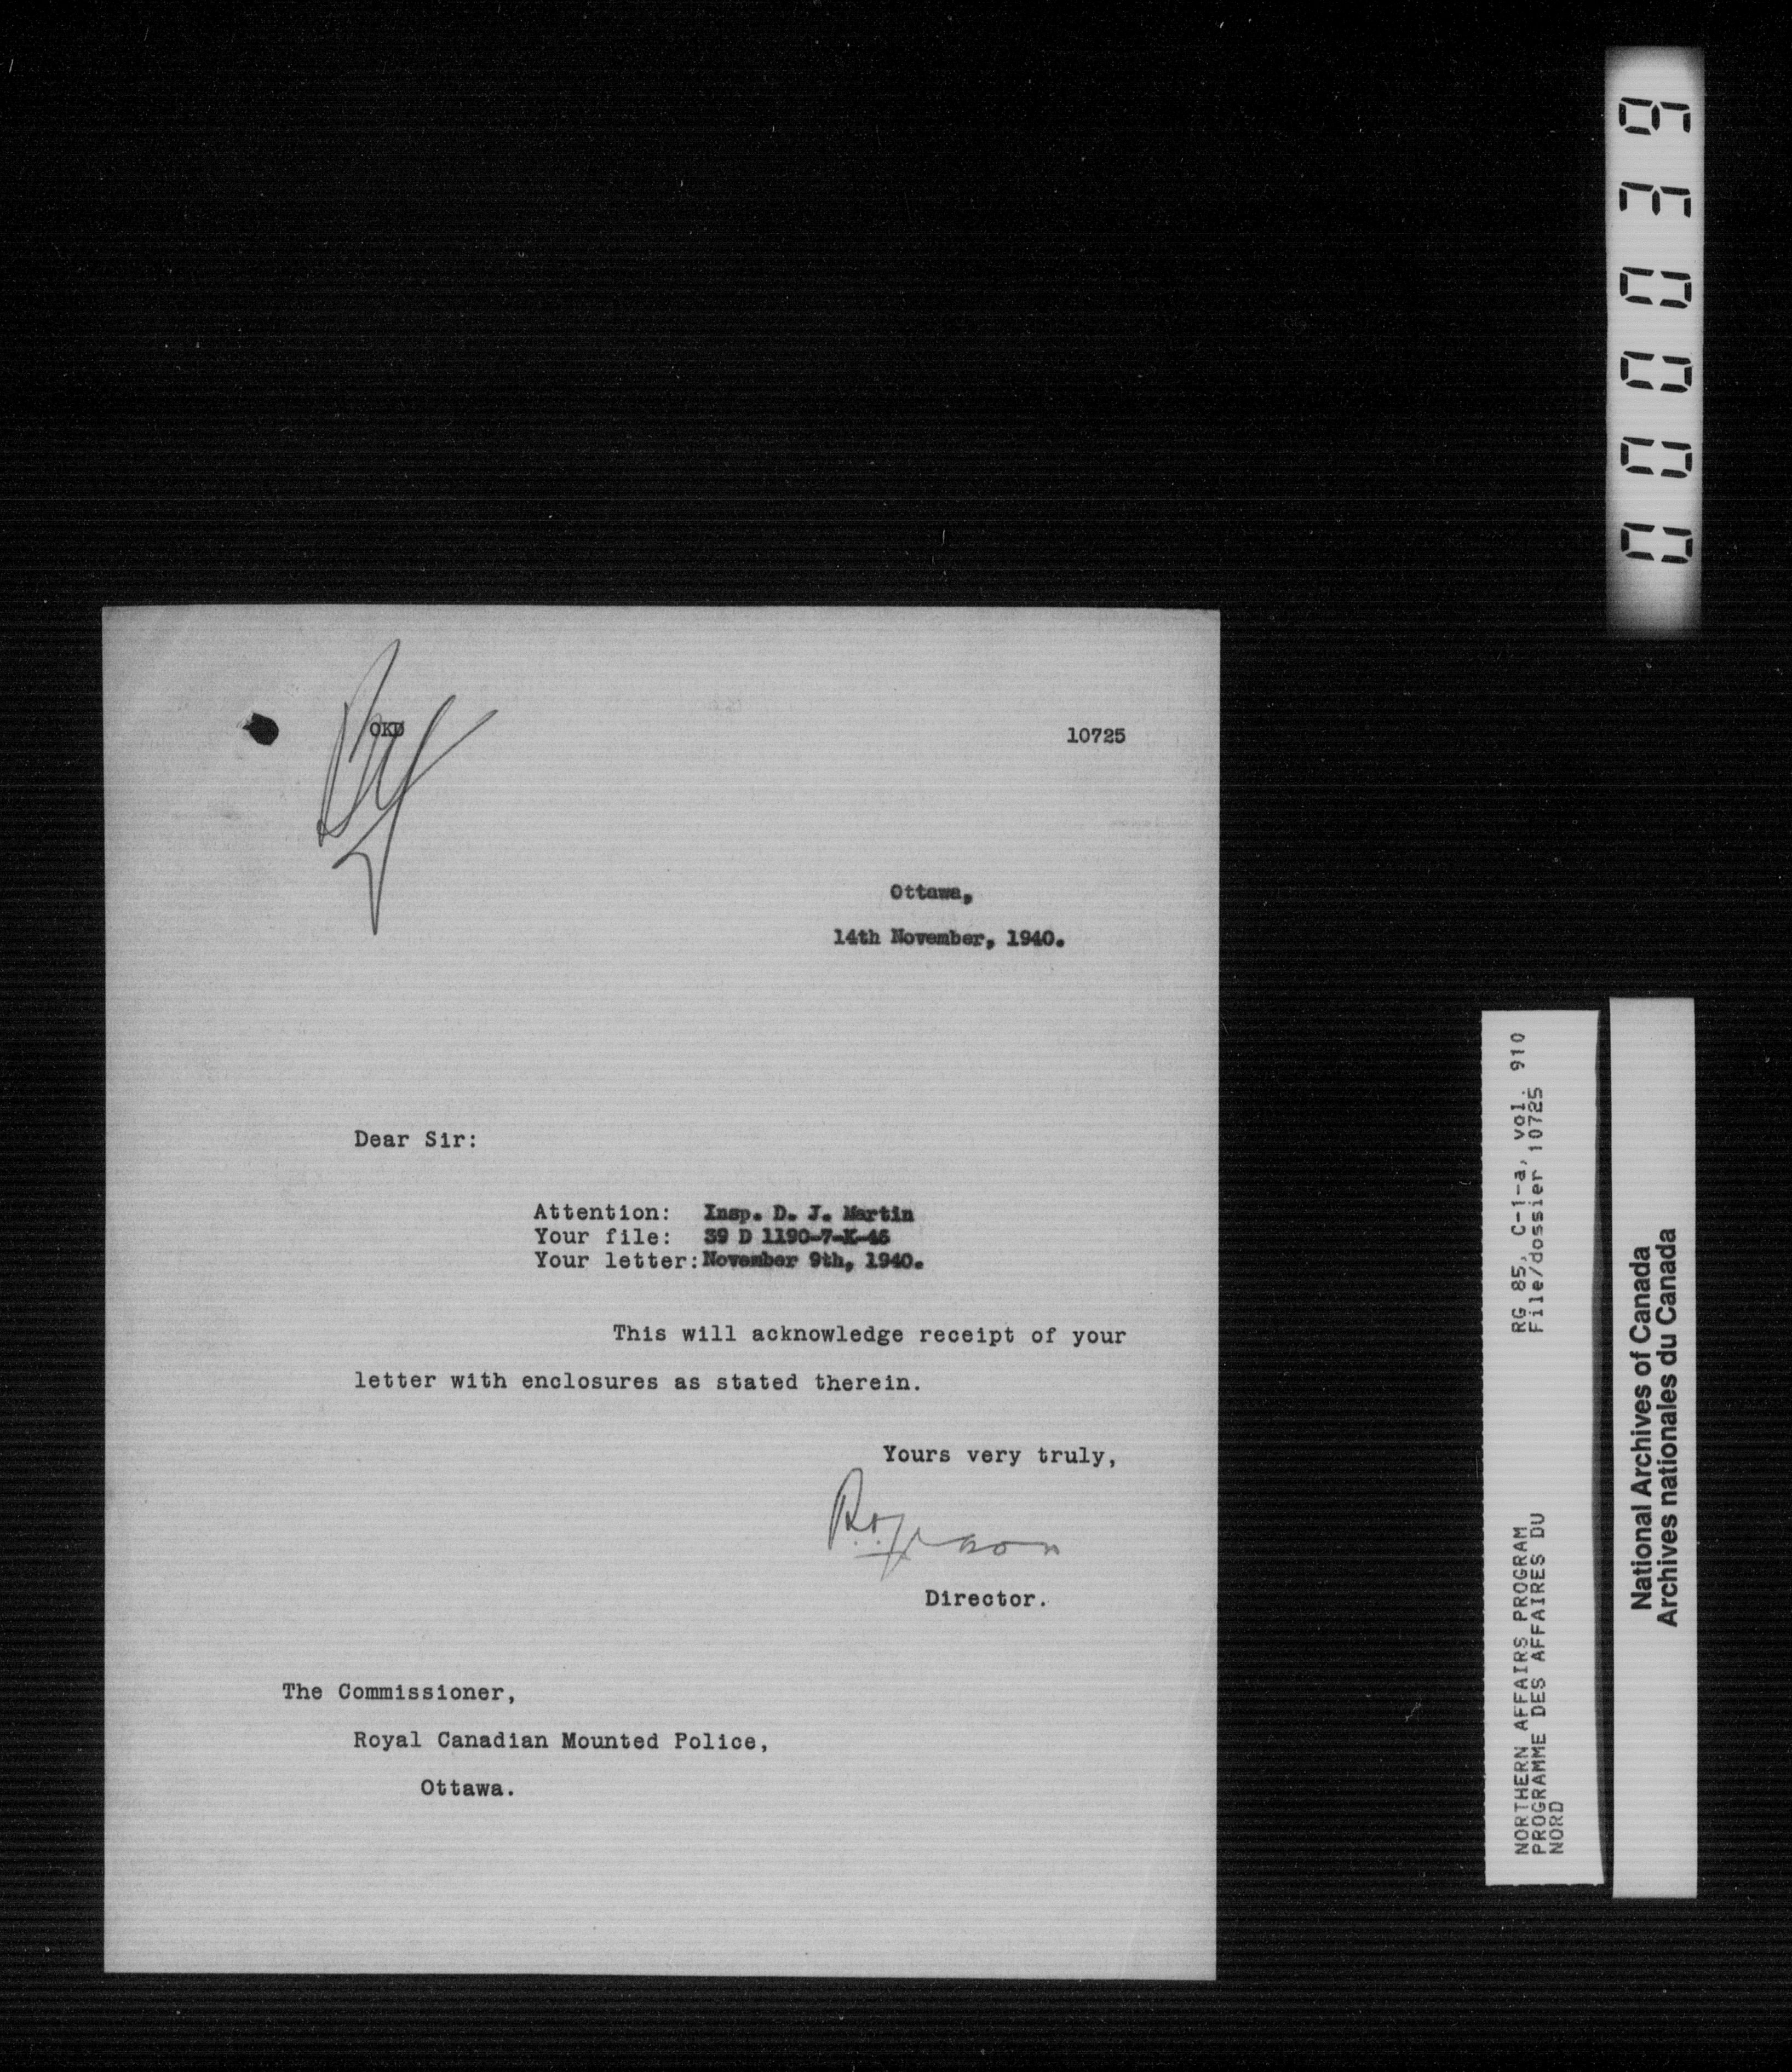 OKD
10725
Ottawa,
14th November, 1940.
Dear Sir:
Attention: Insp. D. J. Martin
Your file: 39 D 1190-7-K-46
Your letter: November 9th, 1940.
This will acknowledge receipt of your
letter with enclosures as stated therein.
Yours very truly,
Director.
The Commissioner,
Royal Canadian Mounted Police,
Ottawa.
000039
NORTHERN AFFAIRS PROGRAM
PROGRAMME DES AFFAIRES DU
NORD
RG 85, C-1-a, vol. 910
File/dossier 10725
National Archives of Canada
Archives nationales du Canada